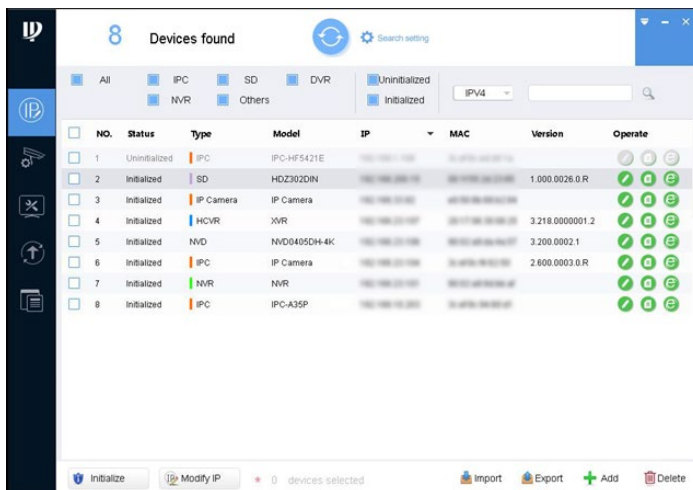 8 Devices found Search setting
All IPC SD DVR Uninitialized
NVR Others Initialized IPV4
NO. Status Type Model IP MAC Version Operate
1 Uninitialized IPC IPC-HF5421E
2 Initialized SD HDZ302DIN 1.000.0026.0.R
3 Initialized IP Camera IP Camera
4 Initialized HCVR XVR 3.218.0000001.2
5 Initialized NVD NVD0405DH-4K 3.200.0002.1
6 Initialized IPC IP Camera 2.600.0003.0.R
7 Initialized NVR NVR
8 Initialized IPC IPC-A35P
Initialize Modify IP * 0 devices selected Import Export Add Delete